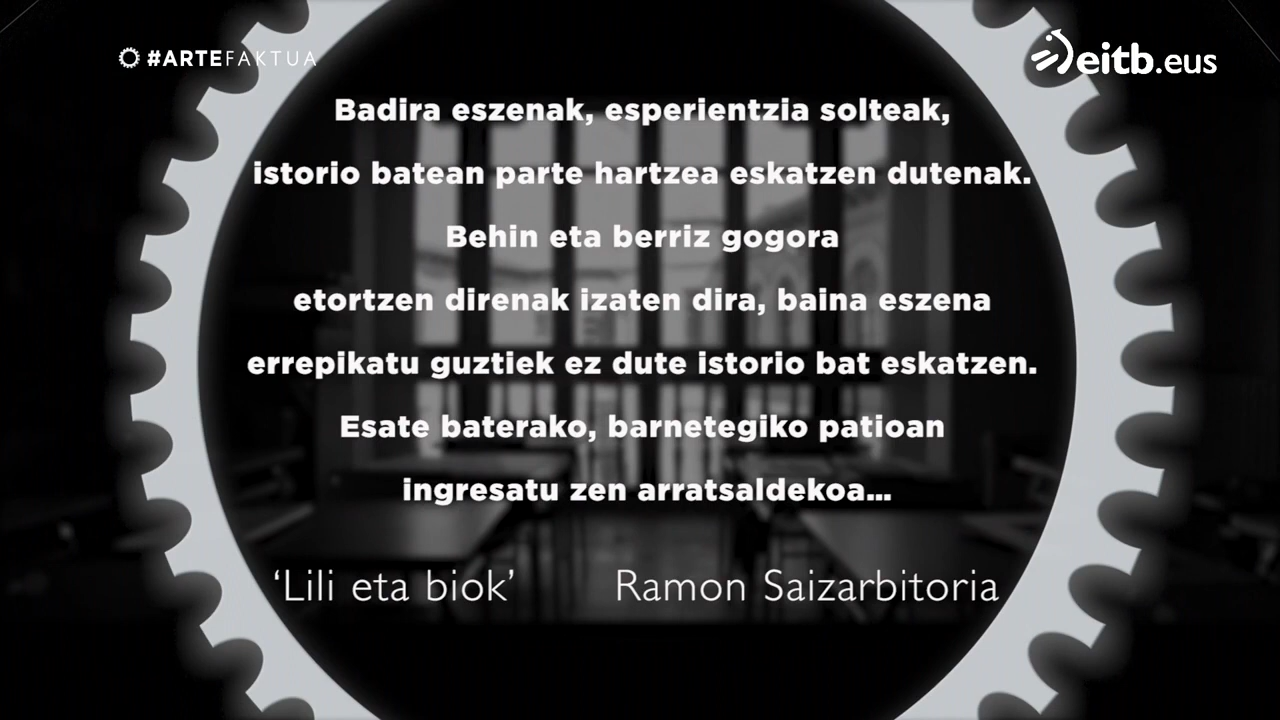 #ARTEFAKTUA
eitb.eus
Badira eszenak, esperientzia solteak,
istorio batean parte hartzea eskatzen dutenak.
Behin eta berriz gogora
etortzen direnak izaten dira, baina eszena
errepikatu guztiek ez dute istorio bat eskatzen.
Esate baterako, barnetegiko patioan
ingresatu zen arratsaldekoa...
‘Lili eta biok’ Ramon Saizarbitoria